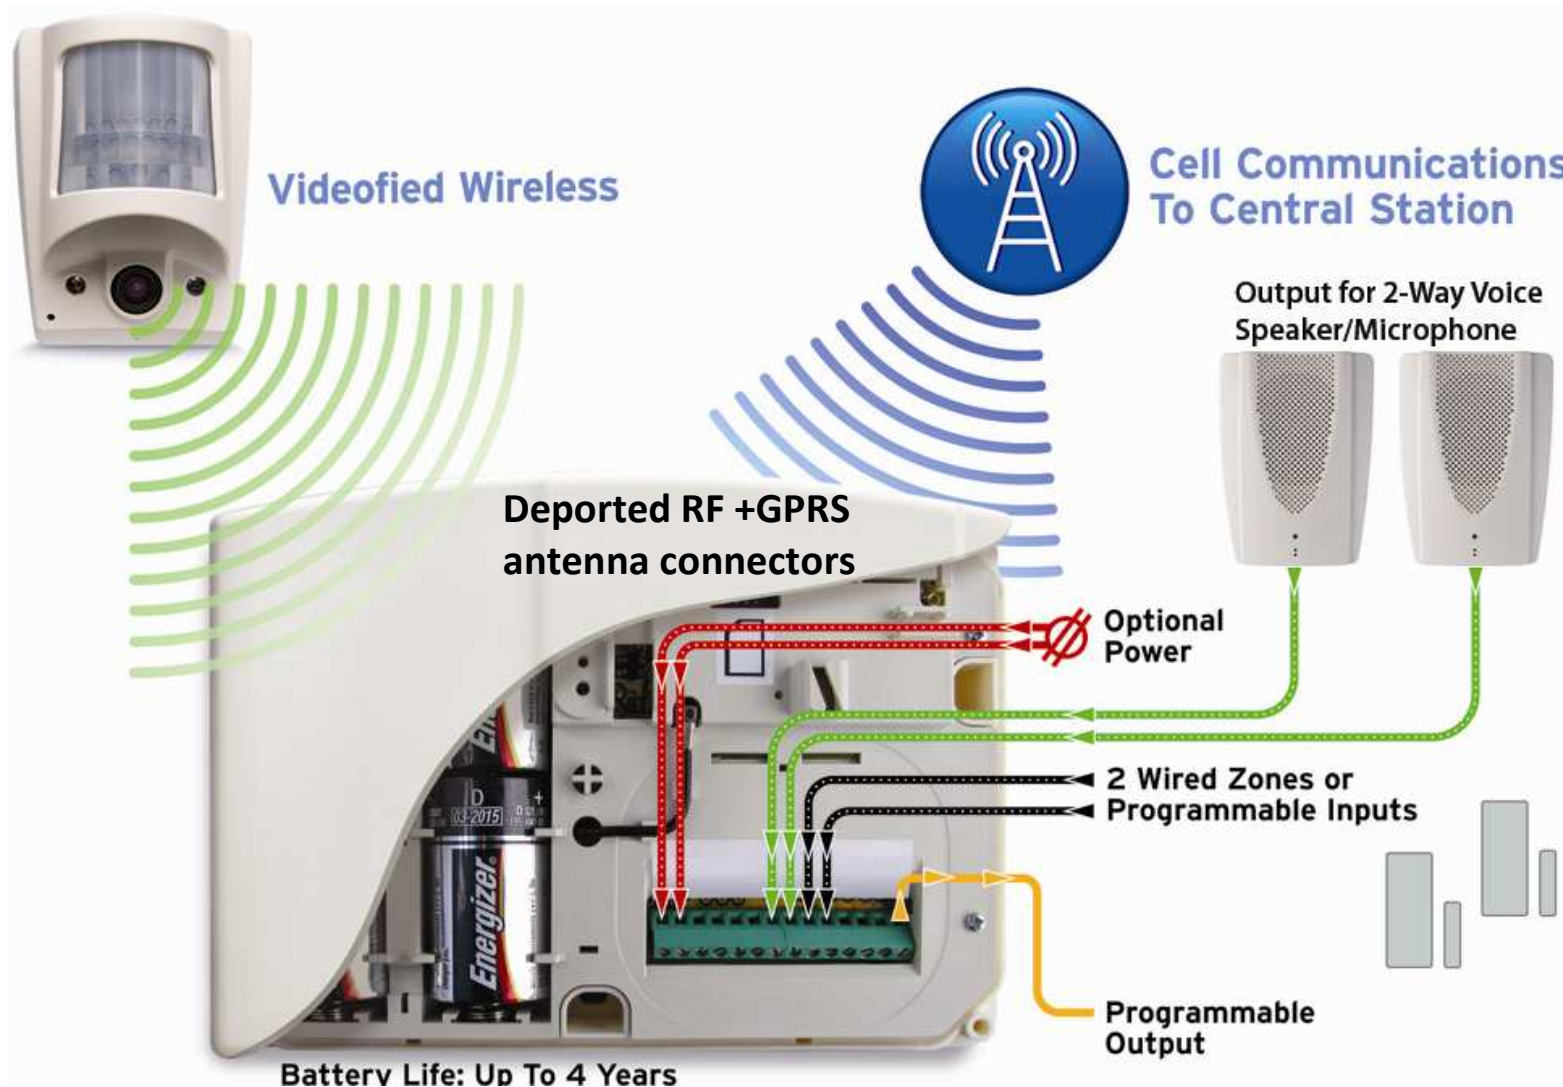 Videofied Wireless
Cell Communications
To Central Station
Output for 2-Way Voice
Speaker/Microphone
Deported RF +GPRS
antenna connectors
Optional
Power
2 Wired Zones or
Programmable Inputs
D
+
03-2015
Energizer
Programmable
Output
Battery Life: Up To 4 Years